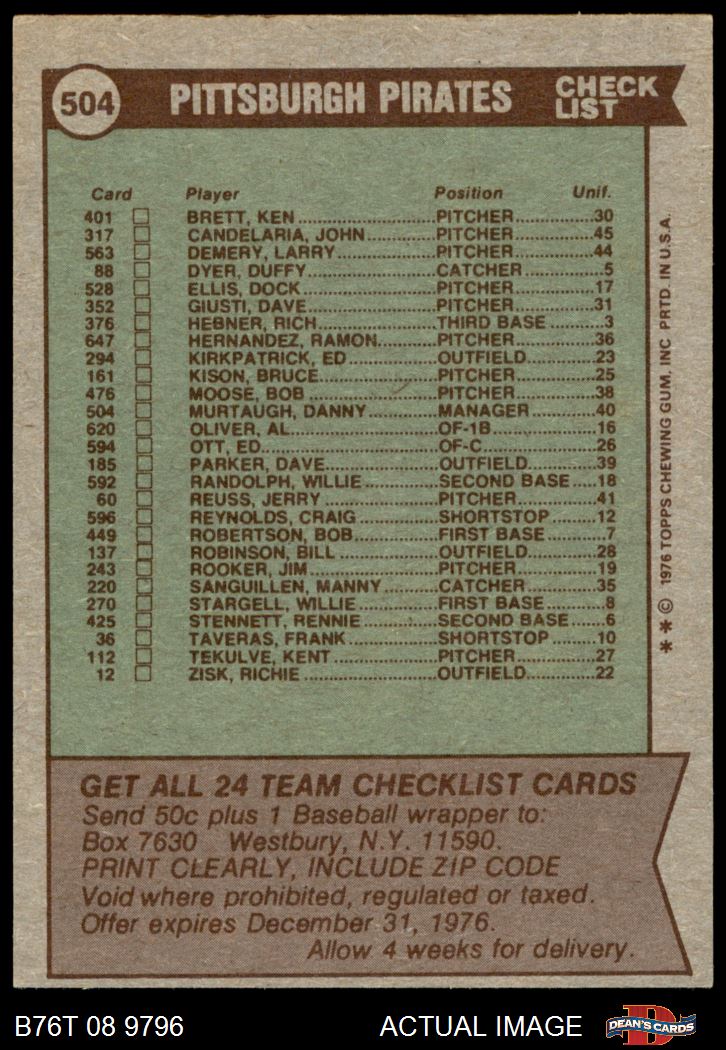 504 PITTSBURGH PIRATES CHECK LIST
Card Player Position Unif.
401 BRETT, KEN PITCHER 30
317 CANDELARIA, JOHN PITCHER 45
563 DEMERY, LARRY PITCHER 44
88 DYER, DUFFY CATCHER 5
528 ELLIS, DOCK PITCHER 17
352 GIUSTI, DAVE PITCHER 31
376 HEBNER, RICH THIRD BASE 3
647 HERNANDEZ, RAMON PITCHER 36
294 KIRKPATRICK, ED OUTFIELD 23
161 KISON, BRUCE PITCHER 25
476 MOOSE, BOB PITCHER 38
504 MURTAUGH, DANNY MANAGER 40
620 OLIVER, AL OF-1B 16
594 OTT, ED OF-C 26
185 PARKER, DAVE OUTFIELD 39
592 RANDOLPH, WILLIE SECOND BASE 18
60 REUSS, JERRY PITCHER 41
596 REYNOLDS, CRAIG SHORTSTOP 12
449 ROBERTSON, BOB FIRST BASE 7
137 ROBINSON, BILL OUTFIELD 28
243 ROOKER, JIM PITCHER 19
220 SANGUILLEN, MANNY CATCHER 35
270 STARGELL, WILLIE FIRST BASE 8
425 STENNETT, RENNIE SECOND BASE 6
36 TAVERAS, FRANK SHORTSTOP 10
112 TEKULVE, KENT PITCHER 27
12 ZISK, RICHIE OUTFIELD 22
* * © 1976 TOPPS CHEWING GUM, INC PRTD. IN U.S.A.
GET ALL 24 TEAM CHECKLIST CARDS
Send 50c plus 1 Baseball wrapper to:
Box 7630 Westbury, N.Y. 11590.
PRINT CLEARLY, INCLUDE ZIP CODE
Void where prohibited, regulated or taxed.
Offer expires December 31, 1976.
Allow 4 weeks for delivery.
B76T 08 9796 ACTUAL IMAGE D DEAN'S CARDS